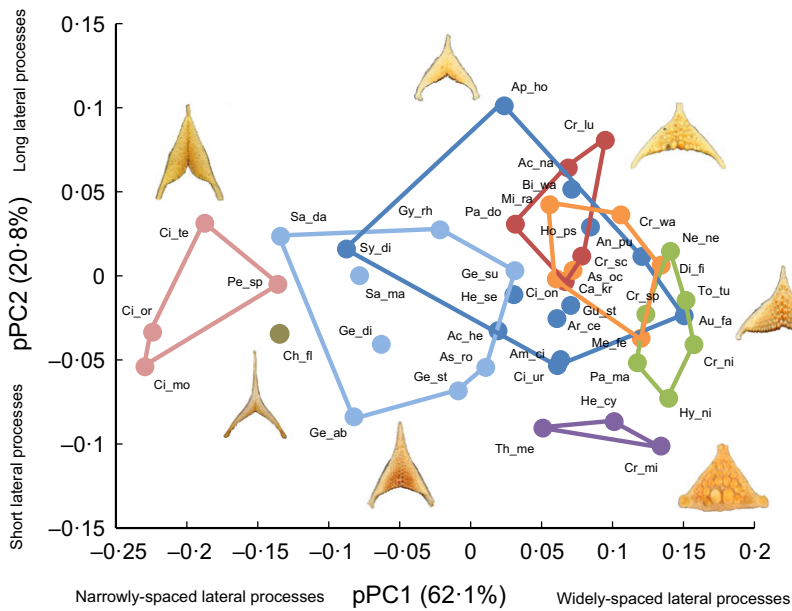 Long lateral processes
pPC2 (20·8%)
Short lateral processes
0·15
0·1
0·05
0
–0·05
–0·1
–0·15
Ap_ho
Cr_lu
Ac_na
Bi_wa
Mi_ra
Ci_te
Sa_da
Gy_rh
Pa_do
Cr_wa
Ho_ps
Ne_ne
Sy_di
An_pu
Pe_sp
Ge_su
Cr_sc
Di_fi
Sa_ma
He_se
Ci_on
As_oc
Ca_kr
Cr_sp
To_tu
Ci_or
Gu_st
Au_fa
Ge_di
Ac_he
Ar_ce
Me_fe
Ch_fl
As_ro
Am_ci
Cr_ni
Ci_mo
Ge_st
Ci_ur
Pa_ma
He_cy
Hy_ni
Ge_ab
Th_me
Cr_mi
–0·25 –0·2 –0·15 –0·1 –0·05 0 0·05 0·1 0·15 0·2
Narrowly-spaced lateral processes pPC1 (62·1%) Widely-spaced lateral processes